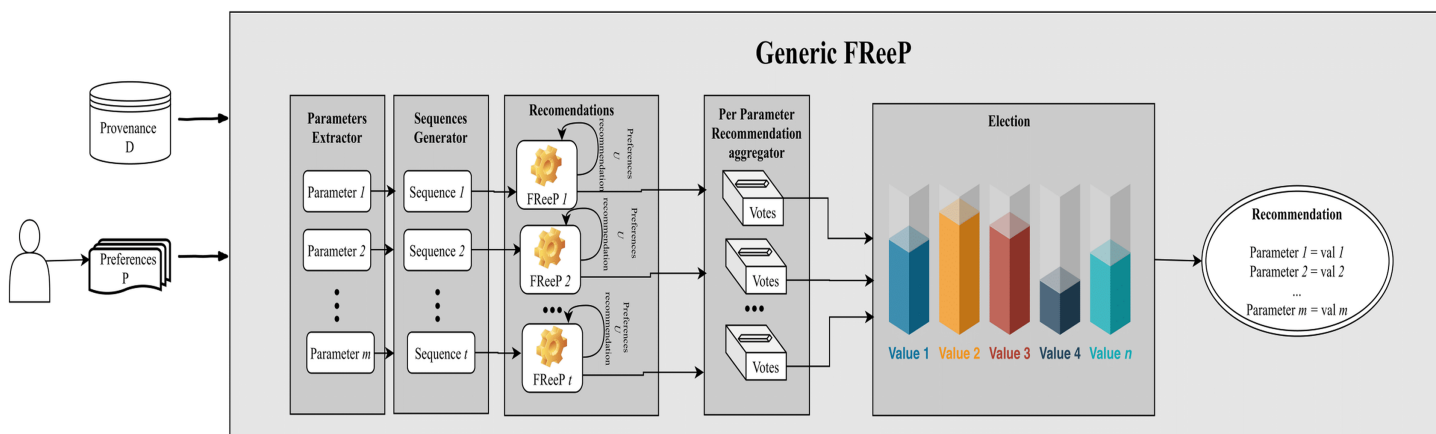 Generic FReeP
Provenance
D
Preferences
P
Parameters
Extractor
Parameter 1
Parameter 2
Parameter m
Sequences
Generator
Sequence 1
Sequence 2
Sequence t
Recomendations
FReeP 1
Preferences
U
recommendation
FReeP 2
Preferences
U
recommendation
...
FReeP t
Preferences
U
recommendation
Per Parameter
Recommendation
aggregator
Votes
Votes
...
Votes
Election
Value 1
Value 2
Value 3
Value 4
Value n
Recommendation
Parameter 1 = val 1
Parameter 2 = val 2
...
Parameter m = val m